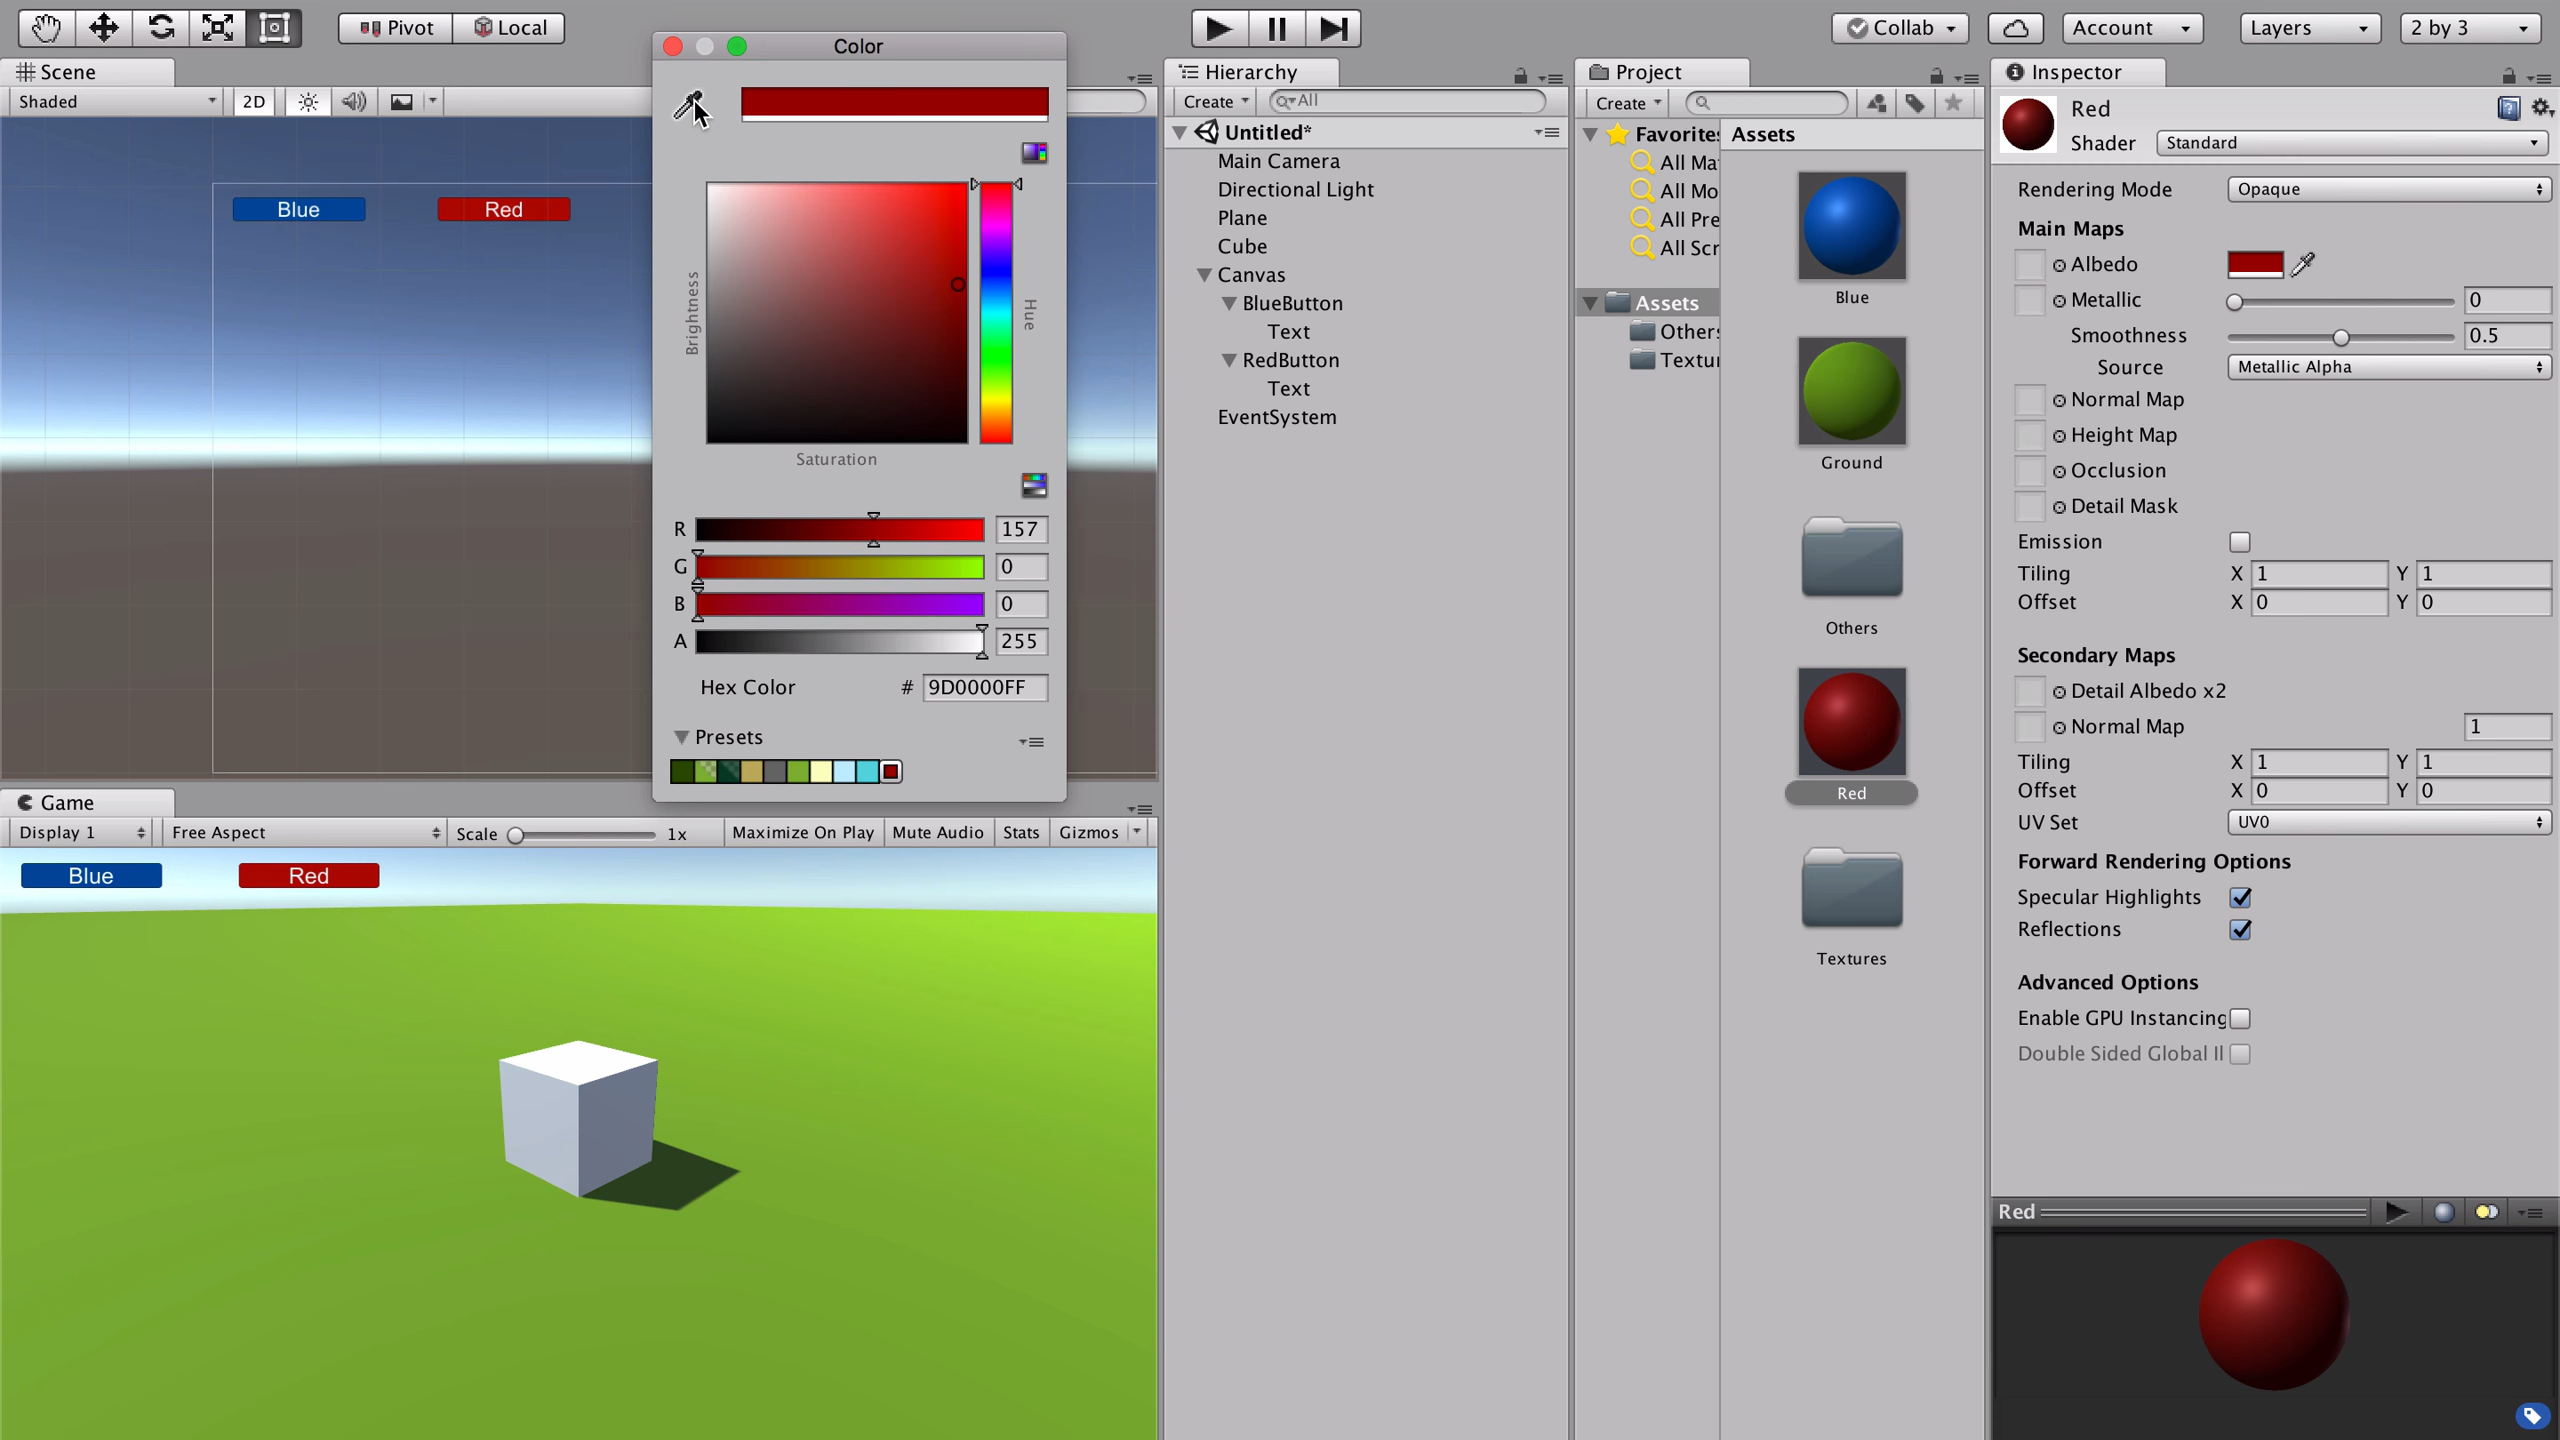 Pivot
Local
Collab
Account
Layers
2 by 3
Scene
Shaded
2D
Blue
Red
Color
Brightness
Hue
Saturation
R 157
G 0
B 0
A 255
Hex Color # 9D0000FF
Presets
Game
Display 1
Free Aspect
Scale 1x
Maximize On Play
Mute Audio
Stats
Gizmos
Blue
Red
Hierarchy
Create
All
Untitled*
Main Camera
Directional Light
Plane
Cube
Canvas
BlueButton
Text
RedButton
Text
EventSystem
Project
Create
Favorites
All Ma
All Mo
All Pre
All Scr
Assets
Others
Textur
Assets
Blue
Ground
Others
Red
Textures
Inspector
Red
Shader Standard
Rendering Mode Opaque
Main Maps
Albedo
Metallic 0
Smoothness 0.5
Source Metallic Alpha
Normal Map
Height Map
Occlusion
Detail Mask
Emission
Tiling X 1 Y 1
Offset X 0 Y 0
Secondary Maps
Detail Albedo x2
Normal Map 1
Tiling X 1 Y 1
Offset X 0 Y 0
UV Set UV0
Forward Rendering Options
Specular Highlights
Reflections
Advanced Options
Enable GPU Instancing
Double Sided Global Il
Red